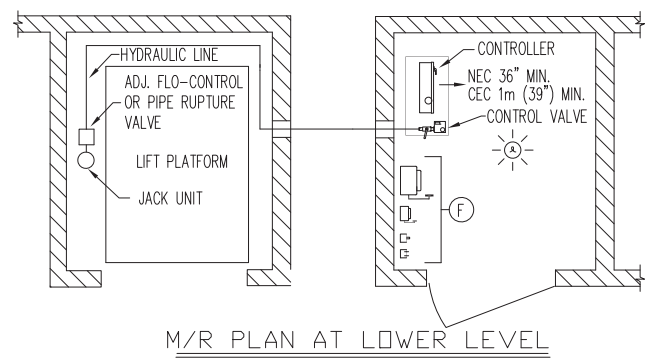 HYDRAULIC LINE
ADJ. FLO-CONTROL
OR PIPE RUPTURE
VALVE
LIFT PLATFORM
JACK UNIT
CONTROLLER
NEC 36" MIN.
CEC 1m (39") MIN.
CONTROL VALVE
F
M/R PLAN AT LOWER LEVEL